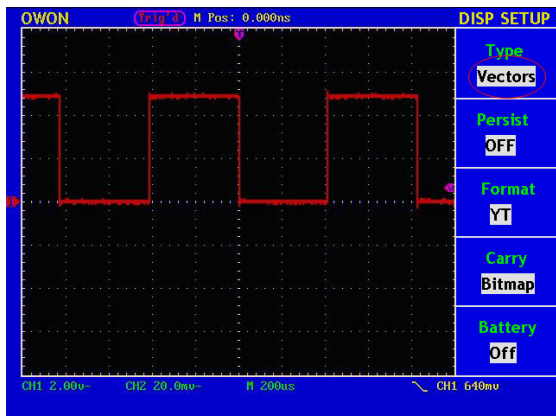 OWON Trig'd M Pos: 0.000ns DISP SETUP
T
Type
Vectors
Persist
OFF
Format
YT
Carry
Bitmap
Battery
Off
1
CH1 2.00v- CH2 20.0mv- M 200us CH1 640mv